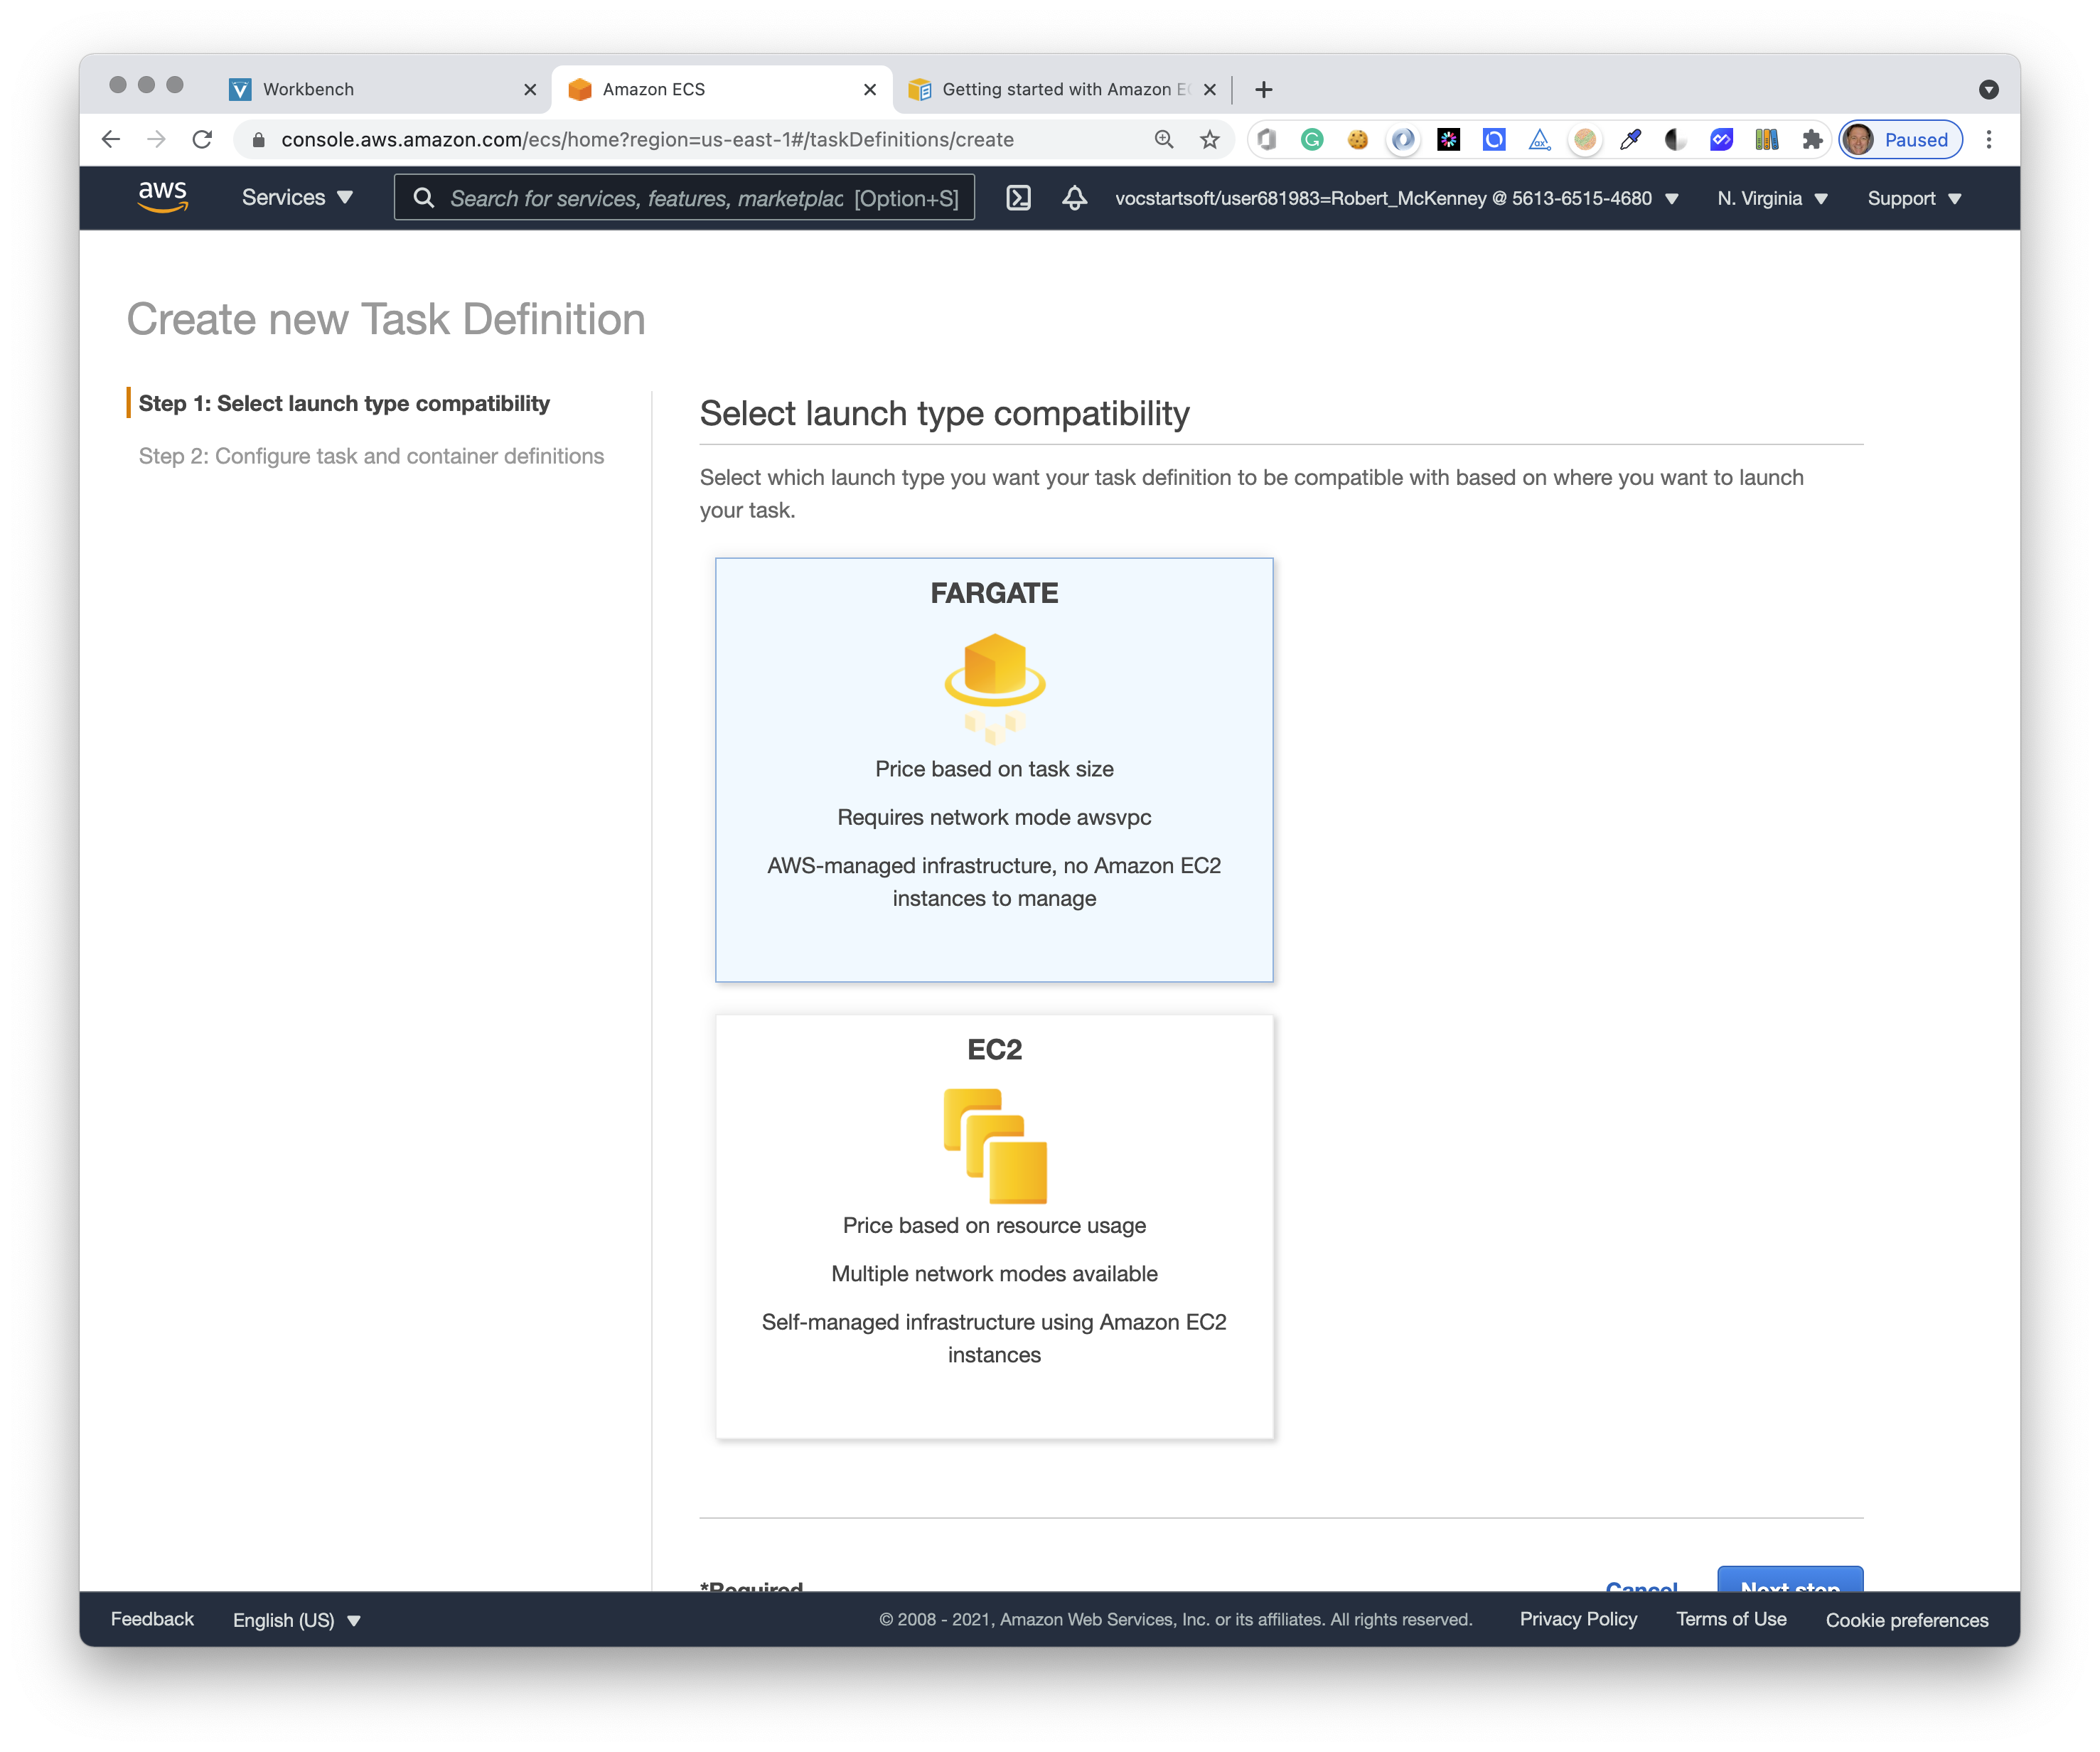 Workbench
Amazon ECS
Getting started with Amazon EC
console.aws.amazon.com/ecs/home?region=us-east-1#/taskDefinitions/create
Paused
aws
Services
Search for services, features, marketplac [Option+S]
vocstartsoft/user681983=Robert_McKenney @ 5613-6515-4680
N. Virginia
Support
Create new Task Definition
Step 1: Select launch type compatibility
Step 2: Configure task and container definitions
Select launch type compatibility
Select which launch type you want your task definition to be compatible with based on where you want to launch
your task.
FARGATE
Price based on task size
Requires network mode awsvpc
AWS-managed infrastructure, no Amazon EC2
instances to manage
EC2
Price based on resource usage
Multiple network modes available
Self-managed infrastructure using Amazon EC2
instances
*Required
Cancel
Next step
Feedback
English (US)
© 2008 - 2021, Amazon Web Services, Inc. or its affiliates. All rights reserved.
Privacy Policy
Terms of Use
Cookie preferences